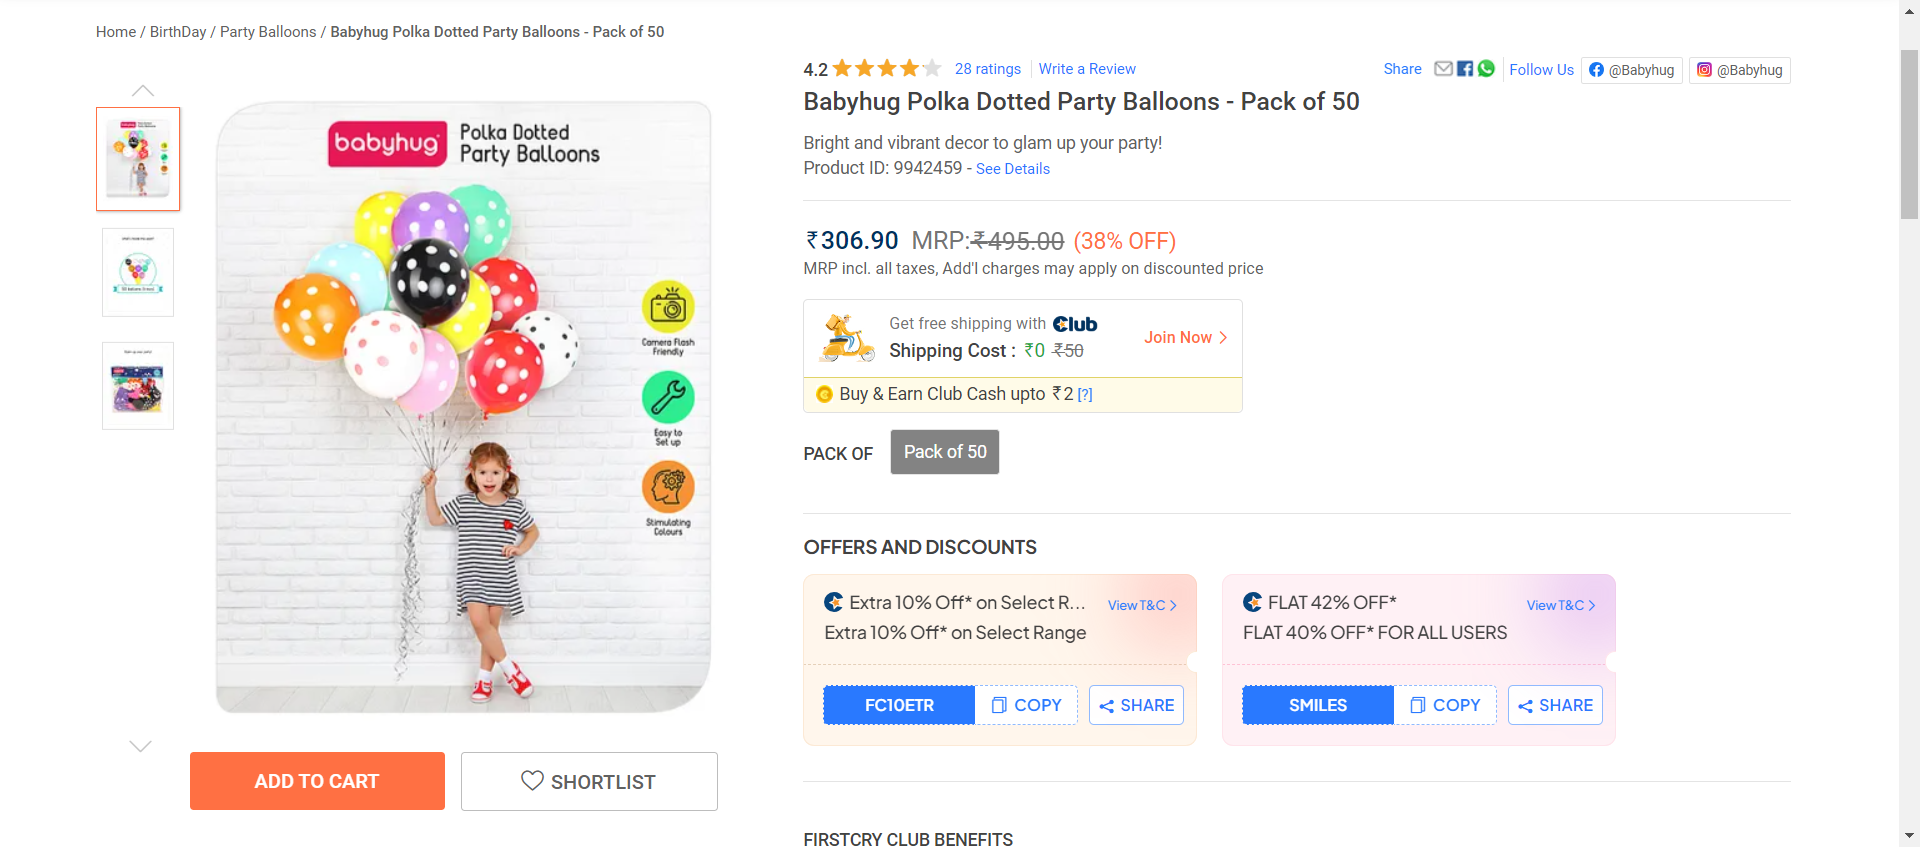 Home / BirthDay / Party Balloons / Babyhug Polka Dotted Party Balloons - Pack of 50
babyhug
Polka Dotted
Party Balloons
Camera Flash
Friendly
Easy to
Set up
Stimulating
Colours
ADD TO CART
SHORTLIST
4.2
28 ratings
Write a Review
Share
Follow Us
@Babyhug
@Babyhug
Babyhug Polka Dotted Party Balloons - Pack of 50
Bright and vibrant decor to glam up your party!
Product ID: 9942459 - See Details
₹306.90 MRP:₹495.00 (38% OFF)
MRP incl. all taxes, Add'l charges may apply on discounted price
Get free shipping with Club
Shipping Cost : ₹0 ₹50
Join Now
Buy & Earn Club Cash upto ₹2 [?]
PACK OF
Pack of 50
OFFERS AND DISCOUNTS
Extra 10% Off* on Select R...
View T&C
Extra 10% Off* on Select Range
FC10ETR
COPY
SHARE
FLAT 42% OFF*
View T&C
FLAT 40% OFF* FOR ALL USERS
SMILES
COPY
SHARE
FIRSTCRY CLUB BENEFITS